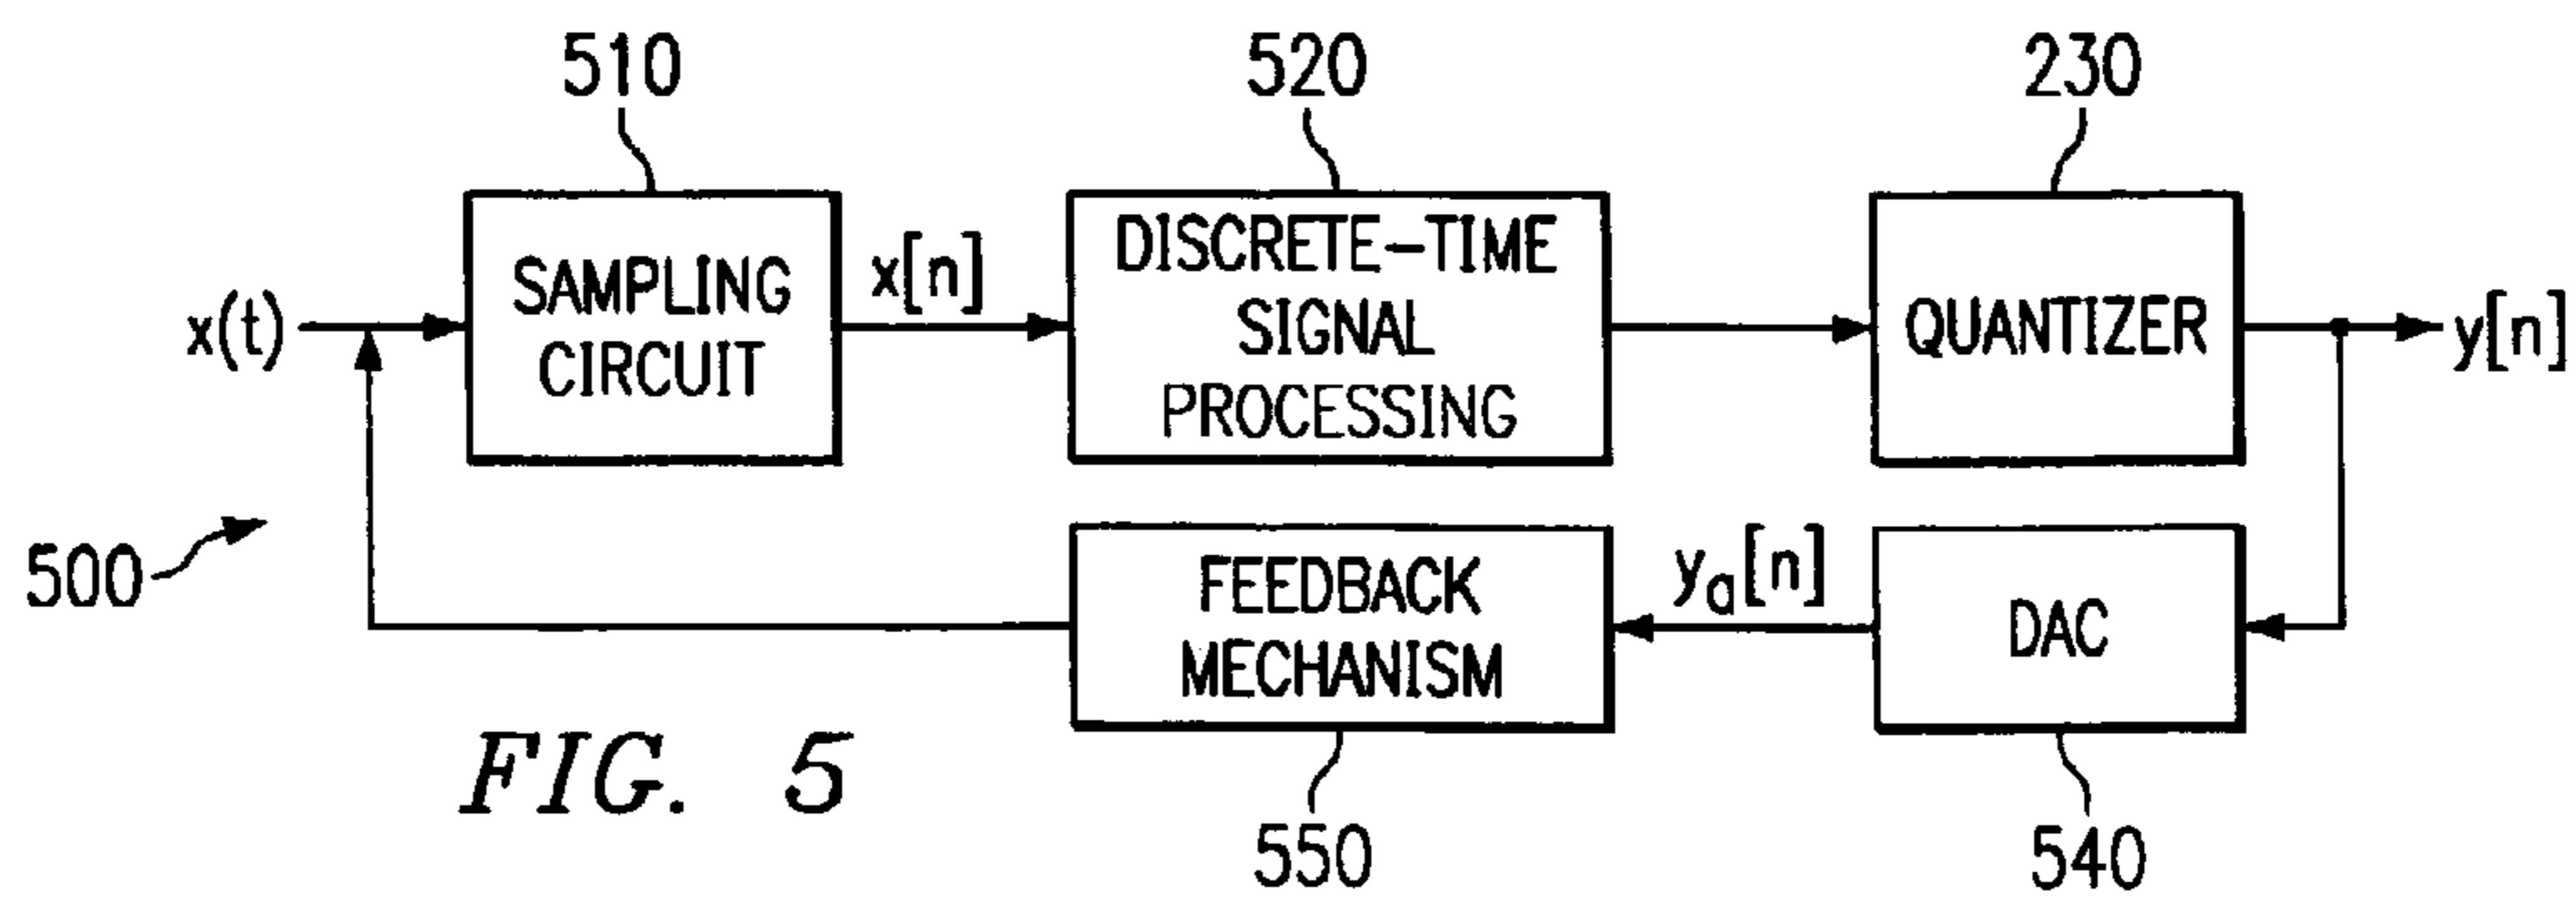 510
520
230
x(t)
SAMPLING
CIRCUIT
x[n]
DISCRETE-TIME
SIGNAL
PROCESSING
QUANTIZER
y[n]
500
FEEDBACK
MECHANISM
ya[n]
DAC
FIG. 5
550
540